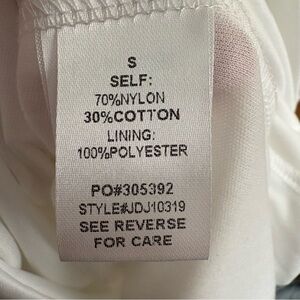 S
SELF:
70%NYLON
30%COTTON
LINING:
100%POLYESTER
PO#305392
STYLE#JDJ10319
SEE REVERSE
FOR CARE